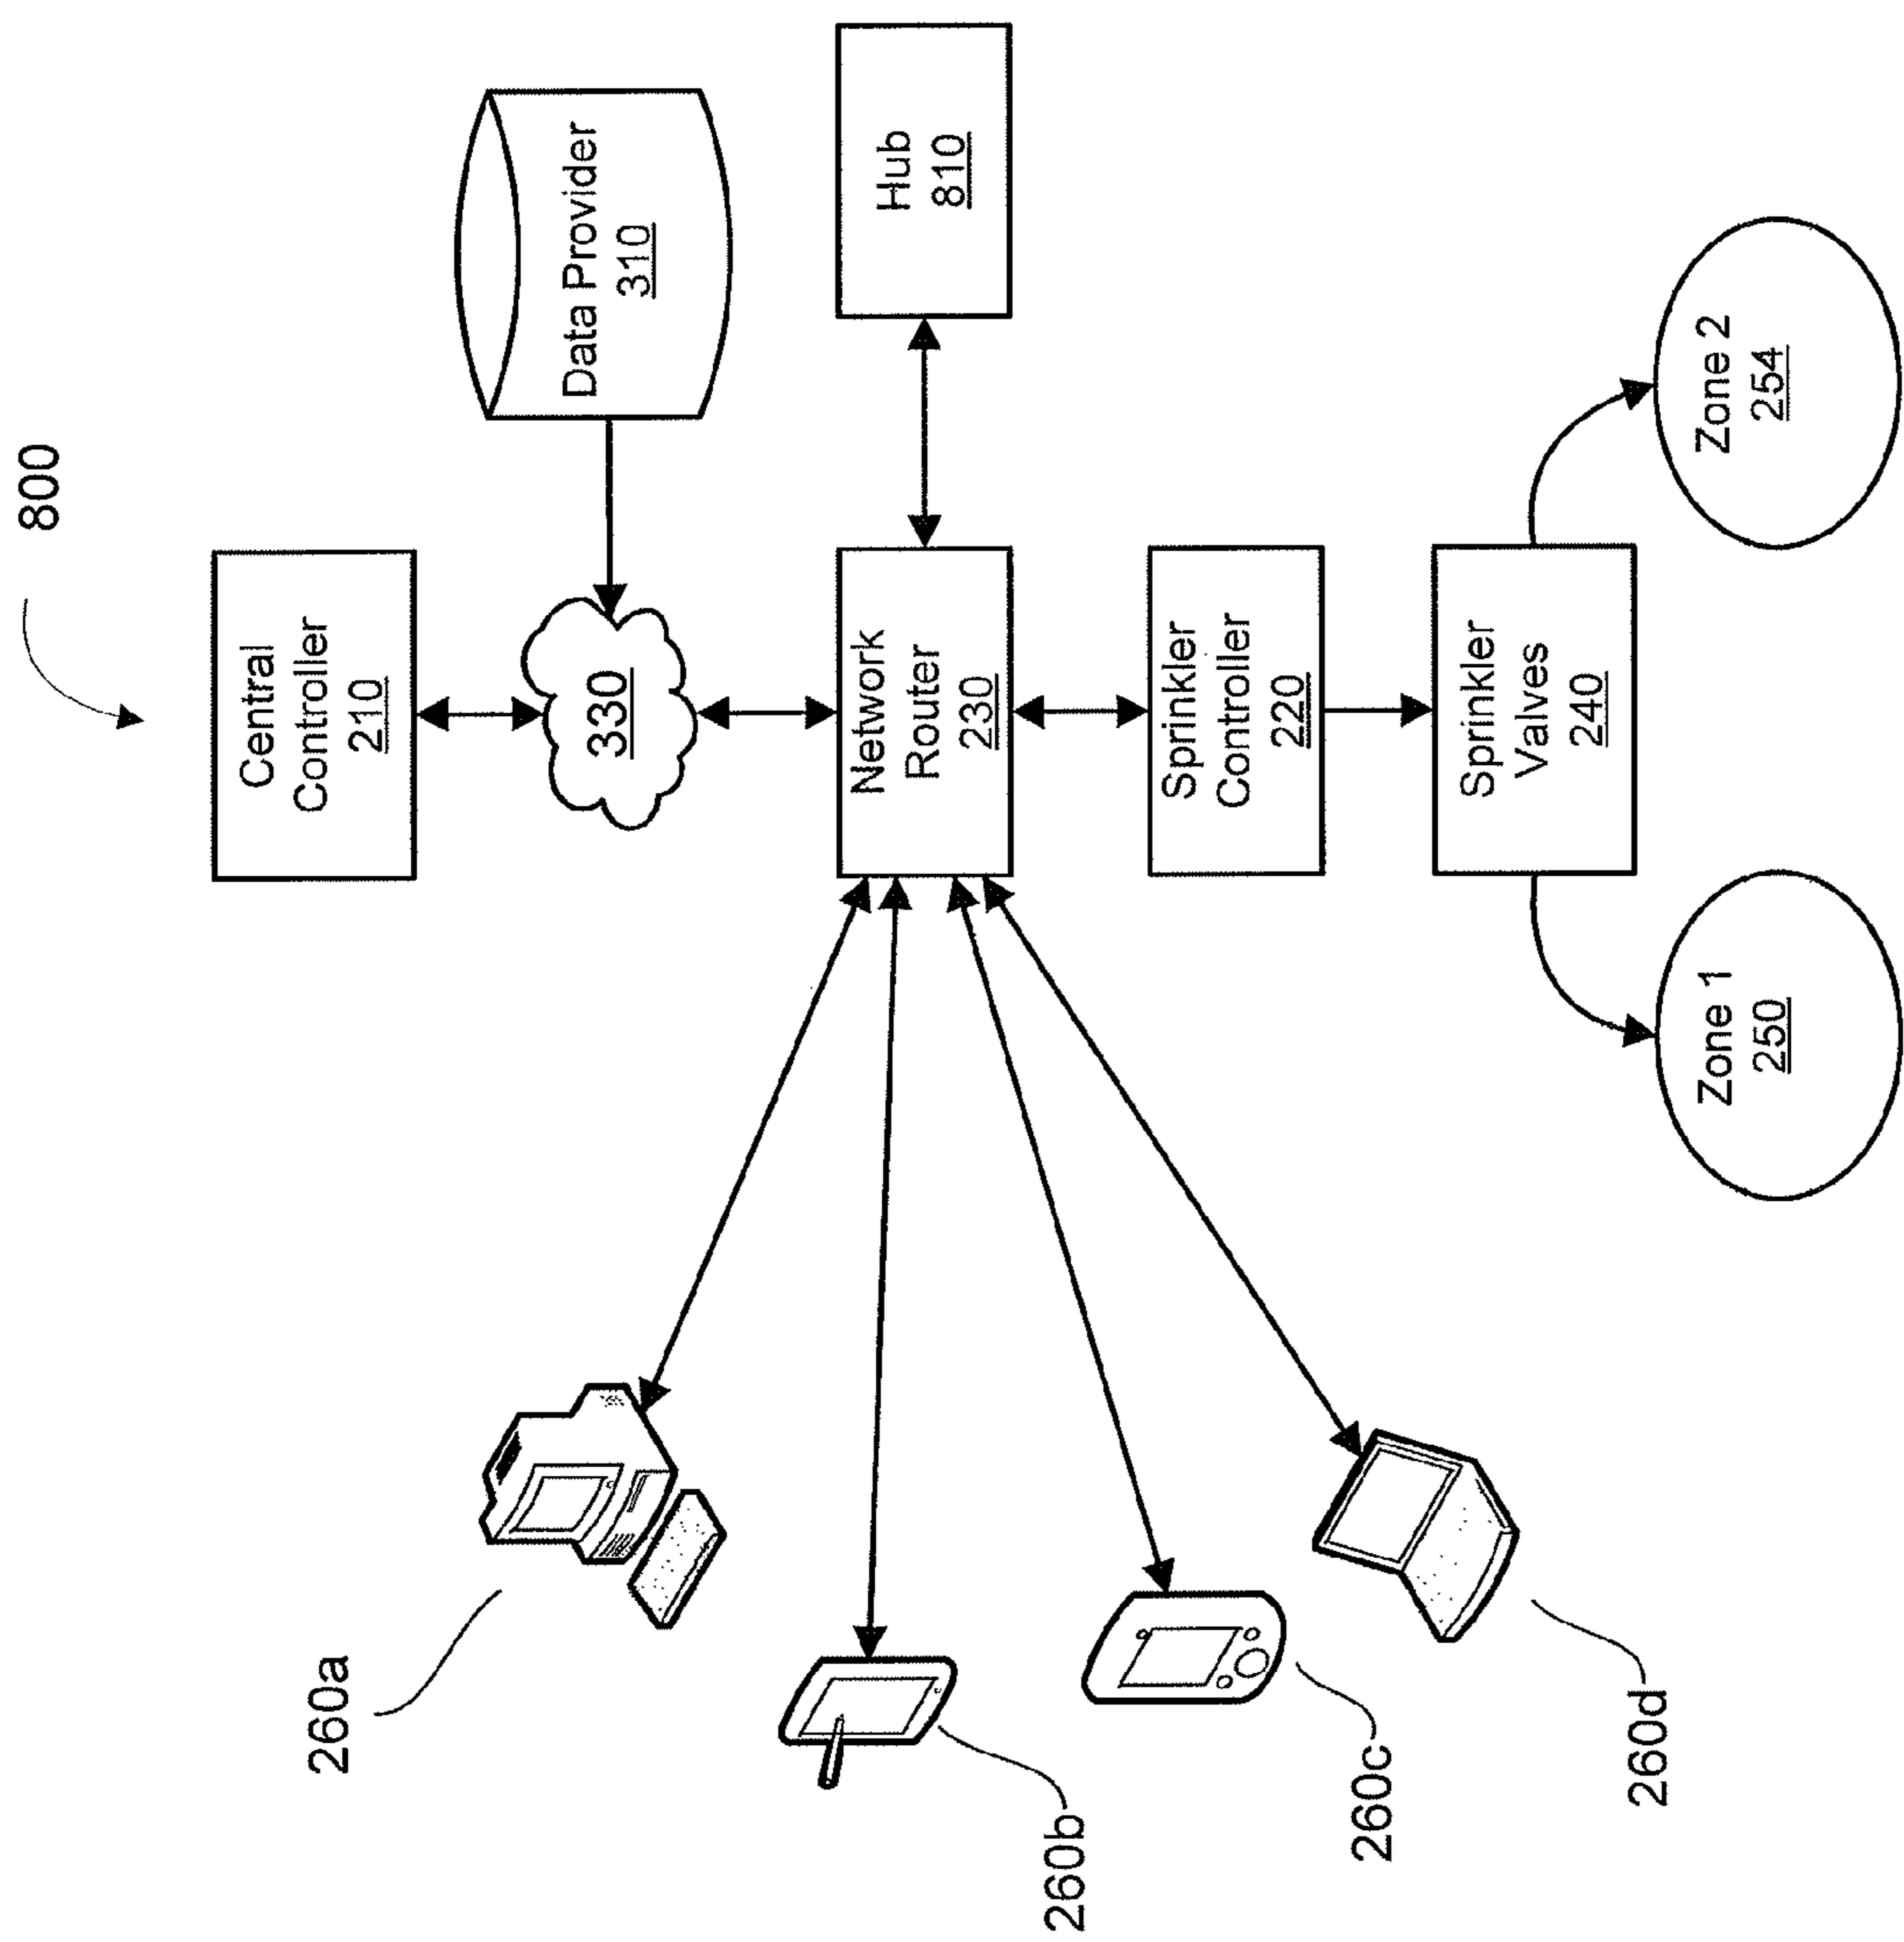 800
Central
Controller
210
Data Provider
310
330
Network
Router
230
Hub
810
Sprinkler
Controller
220
Sprinkler
Valves
240
Zone 1
250
Zone 2
254
260a
260b
260c
260d